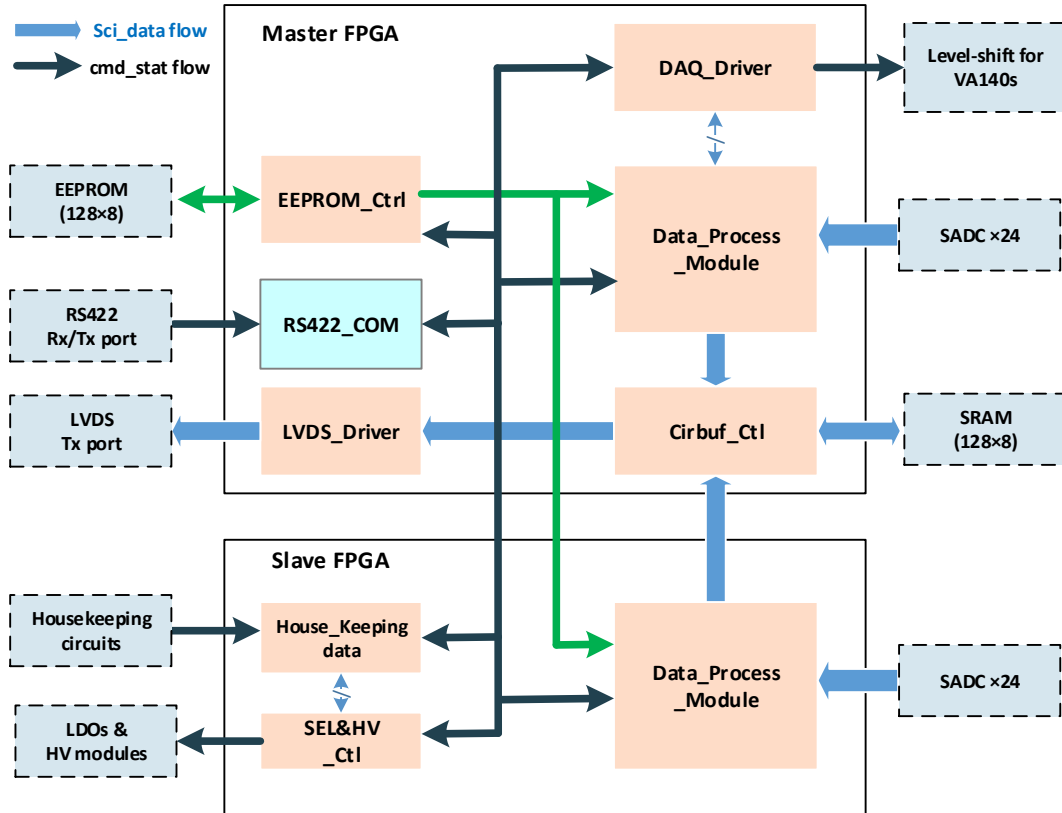 Sci_data flow
cmd_stat flow
Master FPGA
DAQ_Driver
Level-shift for
VA140s
EEPROM
(128×8)
EEPROM_Ctrl
Data_Process
_Module
SADC ×24
RS422
Rx/Tx port
RS422_COM
LVDS
Tx port
LVDS_Driver
Cirbuf_Ctl
SRAM
(128×8)
Slave FPGA
Housekeeping
circuits
House_Keeping
data
Data_Process
_Module
SADC ×24
LDOs &
HV modules
SEL&HV
_Ctl